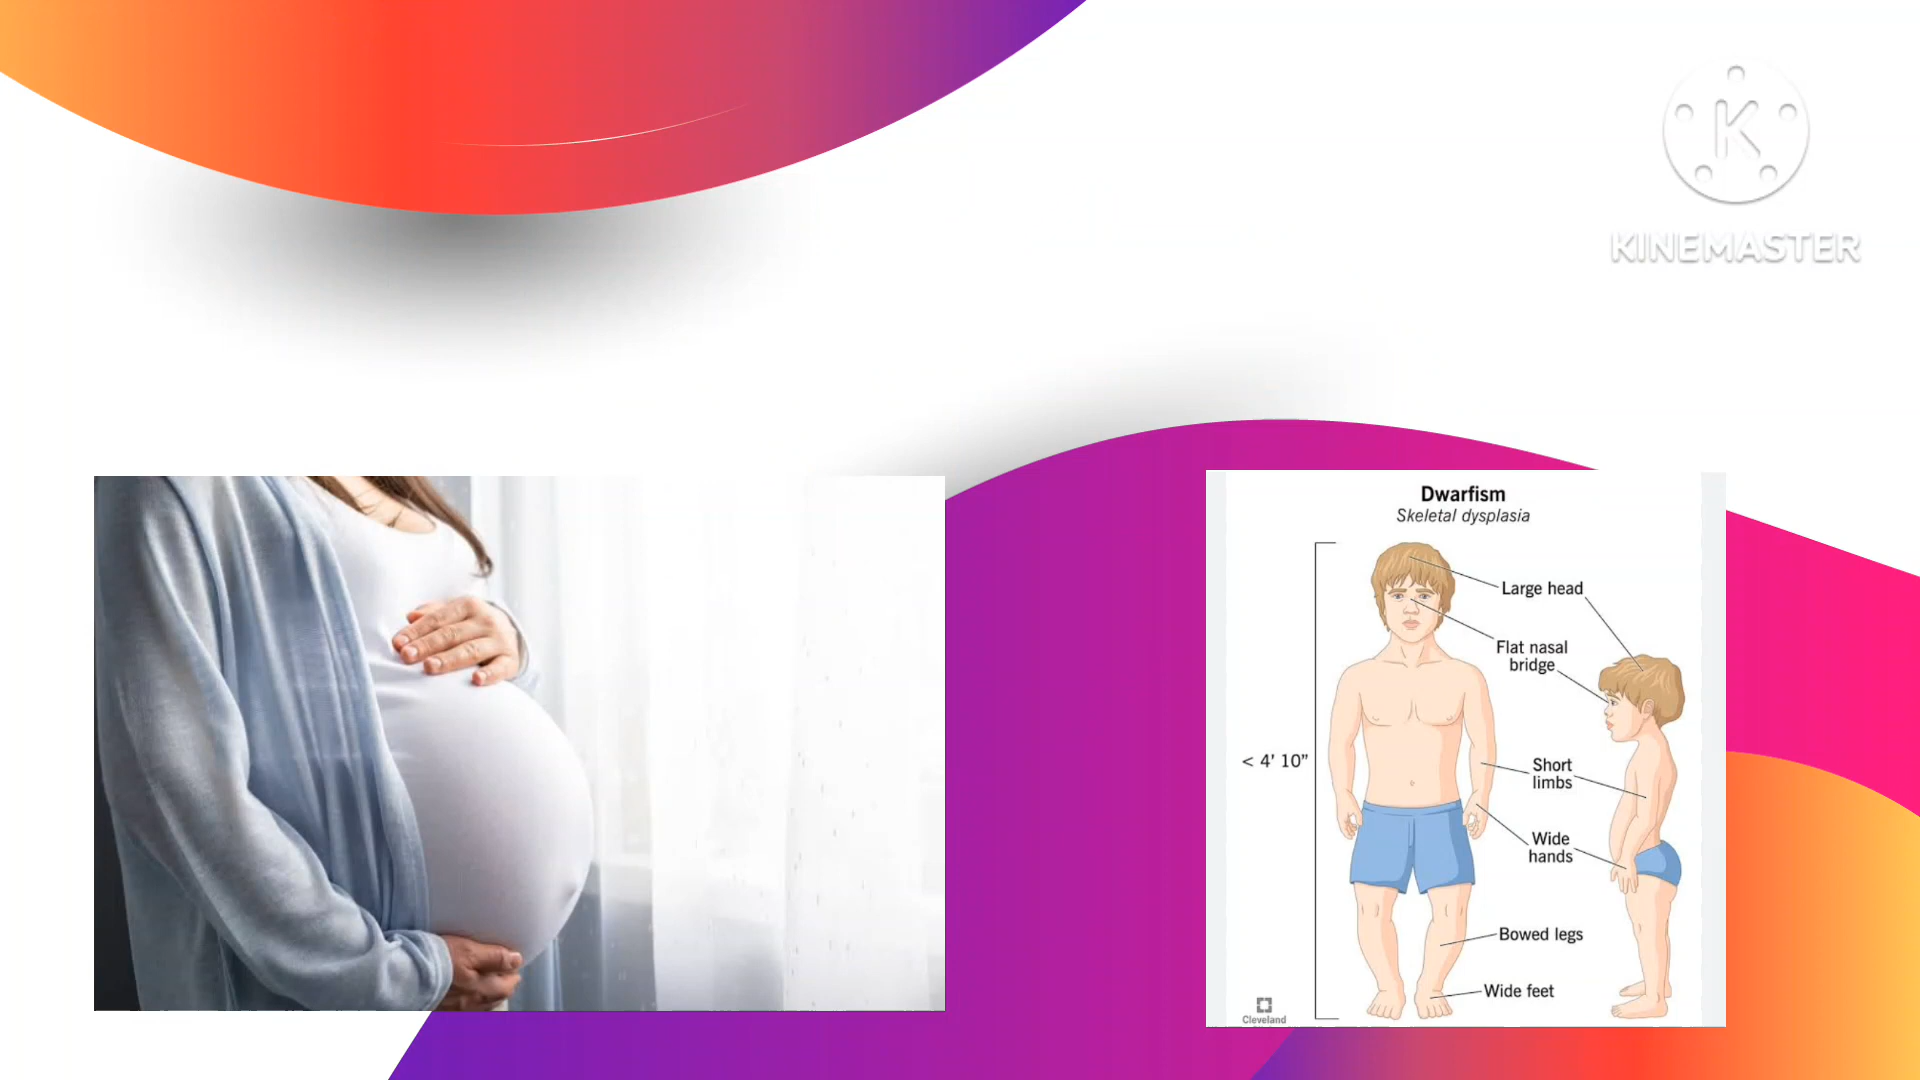 KINEMASTER
Dwarfism
Skeletal dysplasia
Large head
Flat nasal
bridge
< 4' 10"
Short
limbs
Wide
hands
Bowed legs
Wide feet
Cleveland